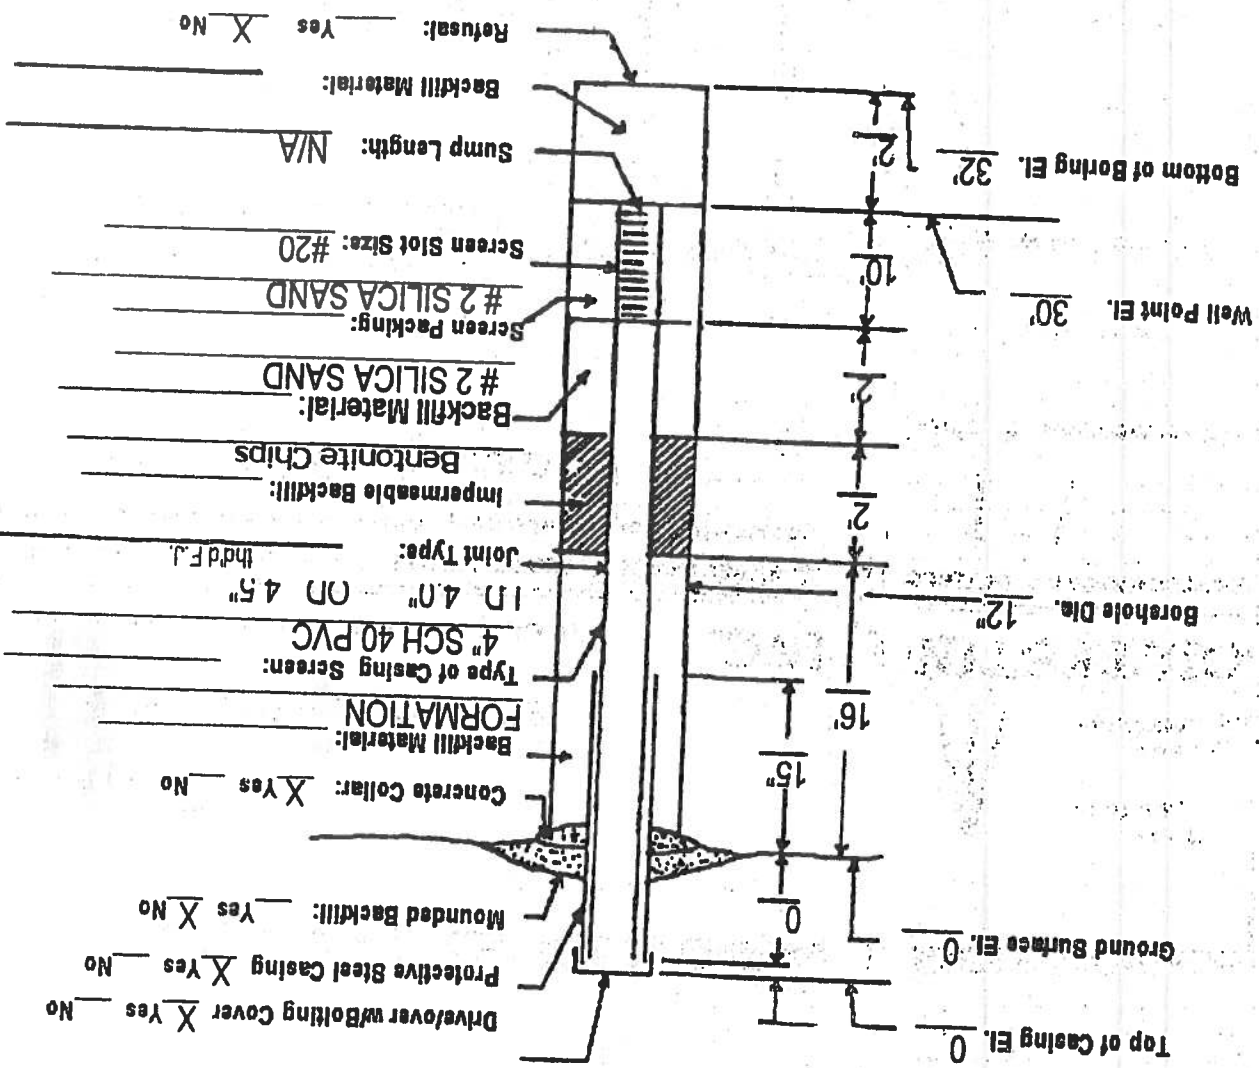 Top of Casing El. 0
Drive/over w/Bolting Cover X Yes No
Protective Steel Casing X Yes No
Ground Surface El. 0
0
Mounded Backfill: Yes X No
Concrete Collar: X Yes No
15"
Backfill Material:
FORMATION
16'
Type of Casing Screen:
4" SCH 40 PVC
Borehole Dia. 12"
ID 4.0" OD 4.5"
Joint Type: thd'd F.J.
2'
Impermeable Backfill:
Bentonite Chips
2'
Backfill Material:
# 2 SILICA SAND
Well Point El. 30'
Screen Packing:
# 2 SILICA SAND
10'
Screen Slot Size: #20
Bottom of Boring El. 32'
2'
Sump Length: N/A
Backfill Material:
Refusal: Yes X No